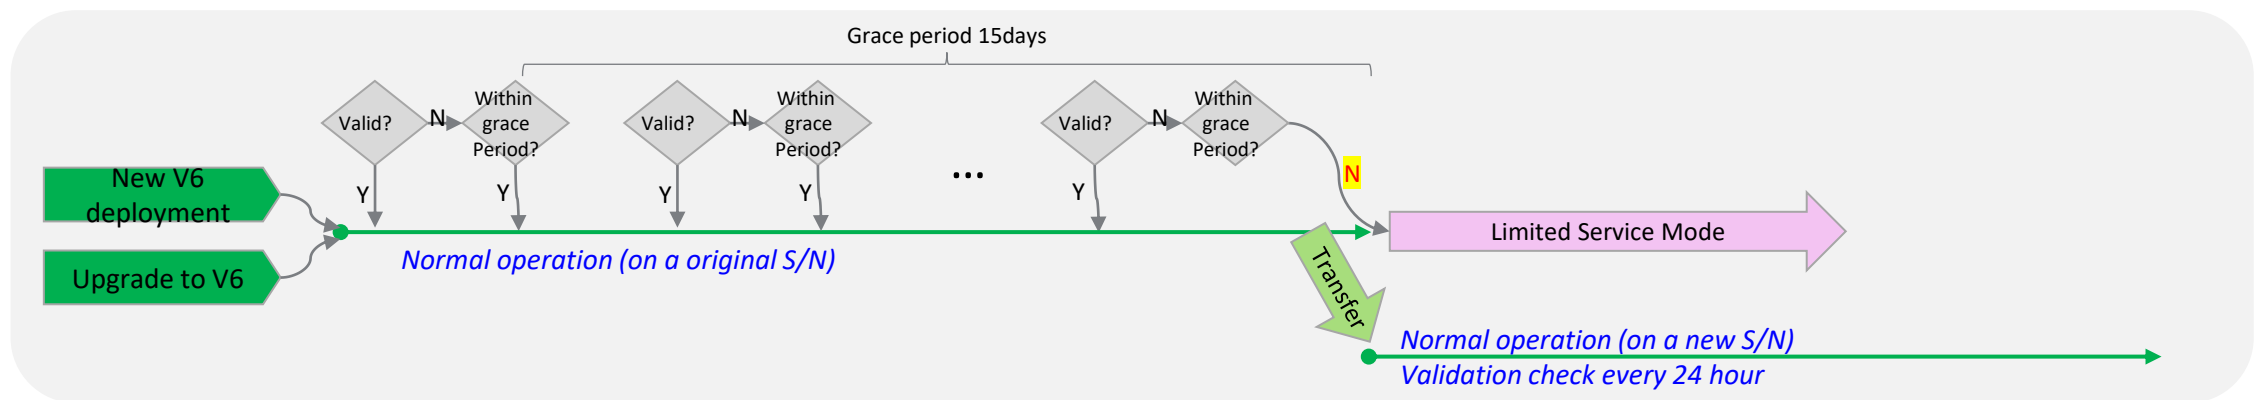 Grace period 15days
Valid?
N
Within
grace
Period?
Valid?
N
Within
grace
Period?
Valid?
N
Within
grace
Period?
Y
Y
Y
Y
...
Y
N
New V6
deployment
Upgrade to V6
Normal operation (on a original S/N)
Limited Service Mode
Transfer
Normal operation (on a new S/N)
Validation check every 24 hour